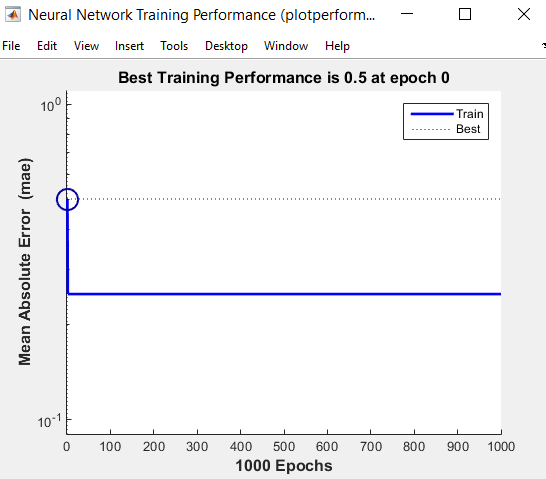 Neural Network Training Performance (plotperform...
File Edit View Insert Tools Desktop Window Help
Best Training Performance is 0.5 at epoch 0
Train
Best
Mean Absolute Error (mae)
10^0
10^-1
0 100 200 300 400 500 600 700 800 900 1000
1000 Epochs